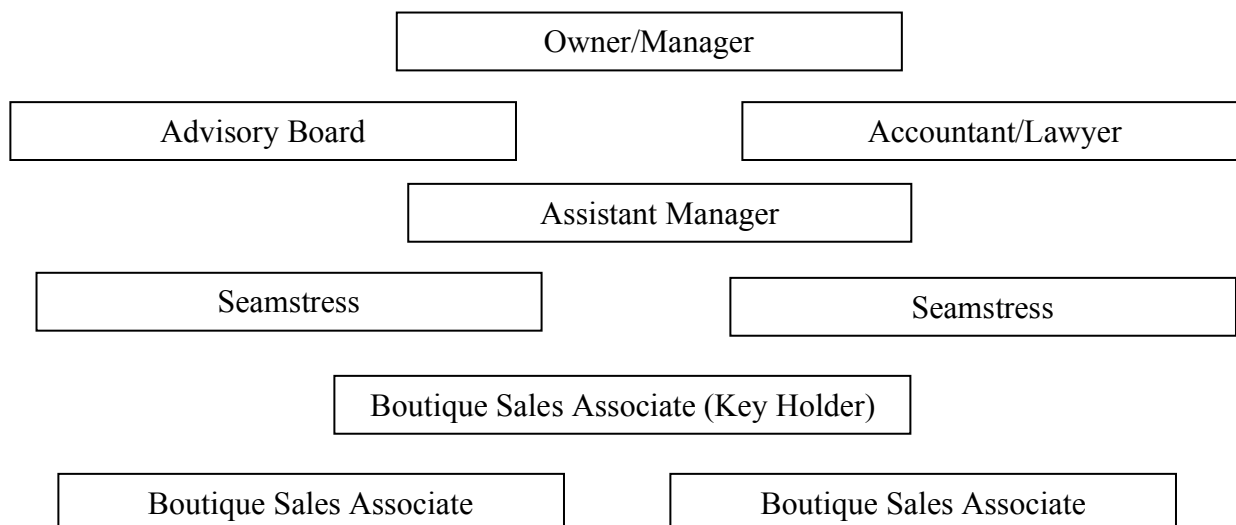 Owner/Manager
Advisory Board
Accountant/Lawyer
Assistant Manager
Seamstress
Seamstress
Boutique Sales Associate (Key Holder)
Boutique Sales Associate
Boutique Sales Associate